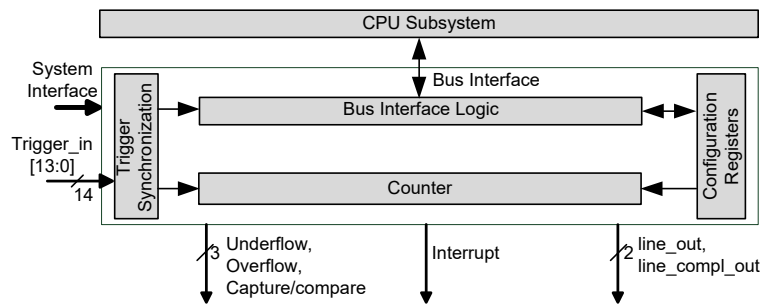 CPU Subsystem
System
Interface
Bus Interface
Trigger
Synchronization
Bus Interface Logic
Configuration
Registers
Trigger_in
[13:0]
14
Counter
3
Underflow,
Overflow,
Capture/compare
Interrupt
2
line_out,
line_compl_out